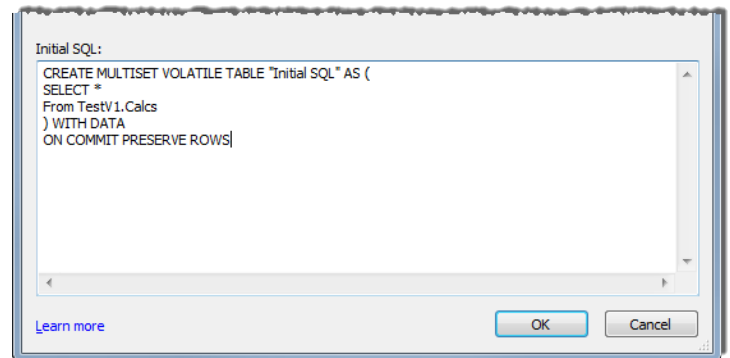 Initial SQL:
CREATE MULTISET VOLATILE TABLE "Initial SQL" AS (
SELECT *
From TestV1.Calcs
) WITH DATA
ON COMMIT PRESERVE ROWS
Learn more
OK
Cancel